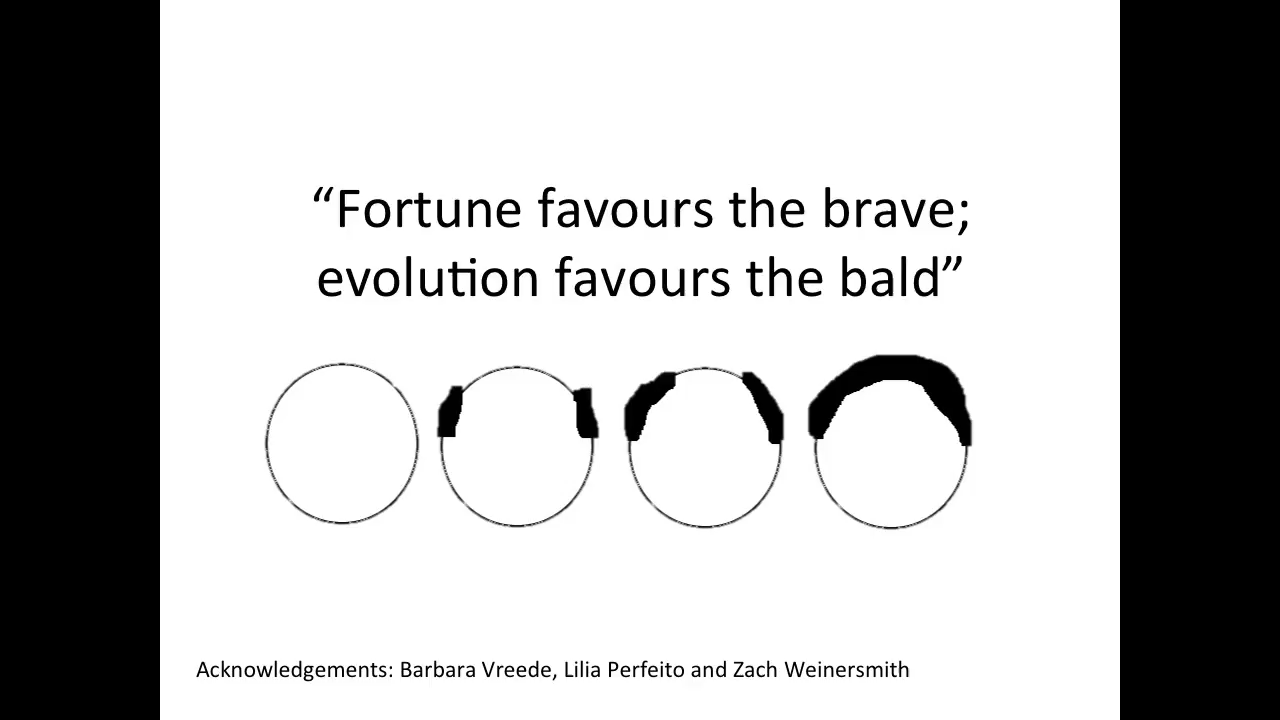 “Fortune favours the brave;
evolution favours the bald”
Acknowledgements: Barbara Vreede, Lilia Perfeito and Zach Weinersmith